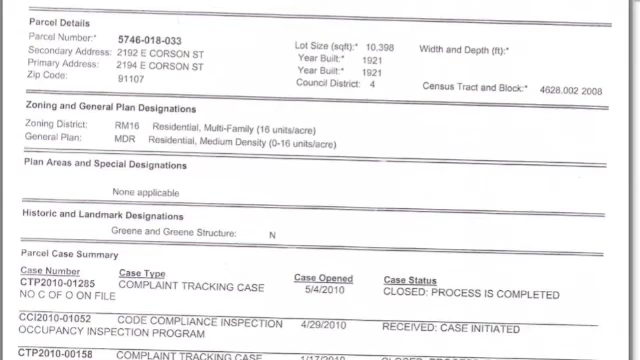 Parcel Details
Parcel Number:* 5746-018-033
Secondary Address: 2192 E CORSON ST
Primary Address: 2194 E CORSON ST
Zip Code: 91107
Lot Size (sqft):* 10,398
Year Built:* 1921
Year Built:* 1921
Council District: 4
Width and Depth (ft):*
Census Tract and Block:* 4628.002 2008
Zoning and General Plan Designations
Zoning District: RM16 Residential, Multi-Family (16 units/acre)
General Plan: MDR Residential, Medium Density (0-16 units/acre)
Plan Areas and Special Designations
None applicable
Historic and Landmark Designations
Greene and Greene Structure: N
Parcel Case Summary
Case Number Case Type Case Opened Case Status
CTP2010-01285 COMPLAINT TRACKING CASE 5/4/2010 CLOSED: PROCESS IS COMPLETED
NO C OF O ON FILE
CCI2010-01052 CODE COMPLIANCE INSPECTION 4/29/2010 RECEIVED: CASE INITIATED
OCCUPANCY INSPECTION PROGRAM
CTP2010-00158 COMPLAINT TRACKING CASE 1/17/2010